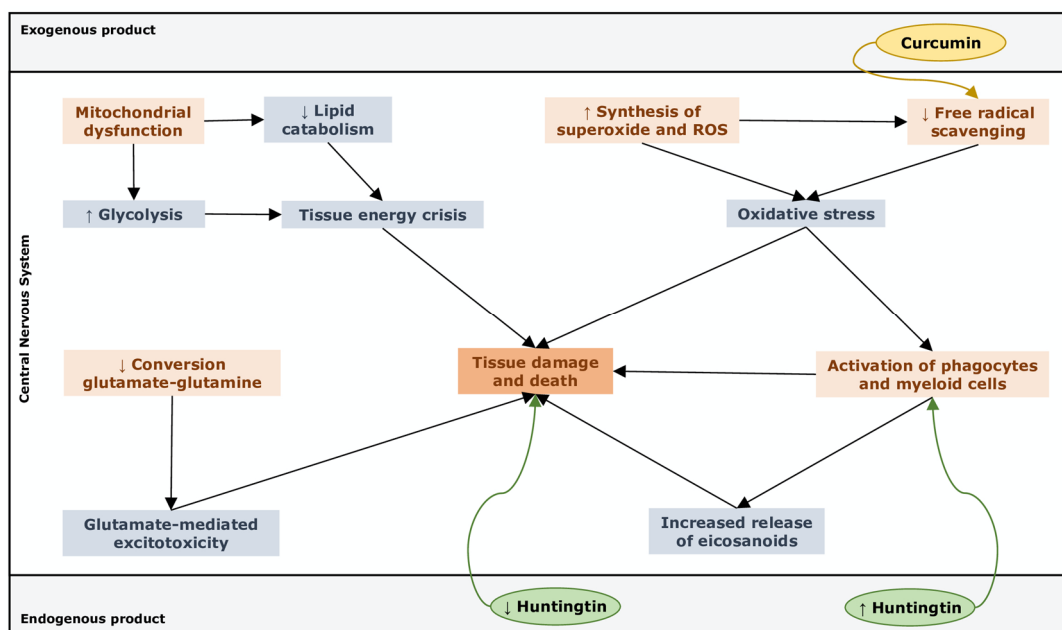 Exogenous product
Curcumin
Mitochondrial
dysfunction
↓ Lipid
catabolism
↑ Synthesis of
superoxide and ROS
↓ Free radical
scavenging
↑ Glycolysis
Tissue energy crisis
Oxidative stress
Central Nervous System
↓ Conversion
glutamate-glutamine
Tissue damage
and death
Activation of phagocytes
and myeloid cells
Glutamate-mediated
excitotoxicity
Increased release
of eicosanoids
↓ Huntingtin
↑ Huntingtin
Endogenous product